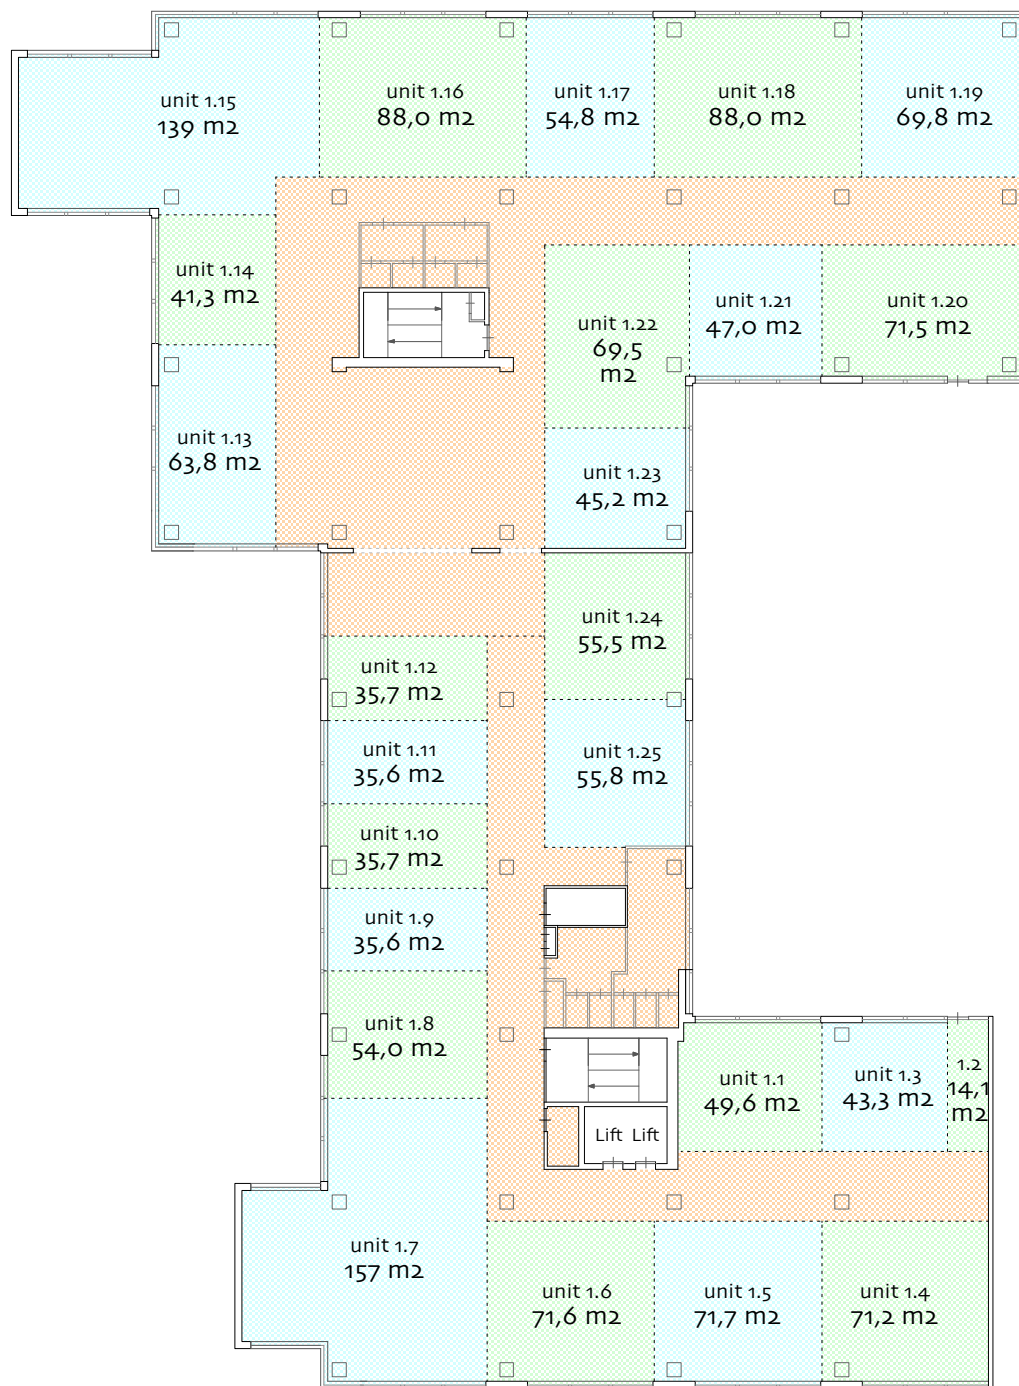 unit 1.15
139 m2
unit 1.16
88,0 m2
unit 1.17
54,8 m2
unit 1.18
88,0 m2
unit 1.19
69,8 m2
unit 1.14
41,3 m2
unit 1.22
69,5
m2
unit 1.21
47,0 m2
unit 1.20
71,5 m2
unit 1.13
63,8 m2
unit 1.23
45,2 m2
unit 1.24
55,5 m2
unit 1.12
35,7 m2
unit 1.11
35,6 m2
unit 1.25
55,8 m2
unit 1.10
35,7 m2
unit 1.9
35,6 m2
unit 1.8
54,0 m2
unit 1.1
49,6 m2
unit 1.3
43,3 m2
1.2
14,1
m2
Lift Lift
unit 1.7
157 m2
unit 1.6
71,6 m2
unit 1.5
71,7 m2
unit 1.4
71,2 m2